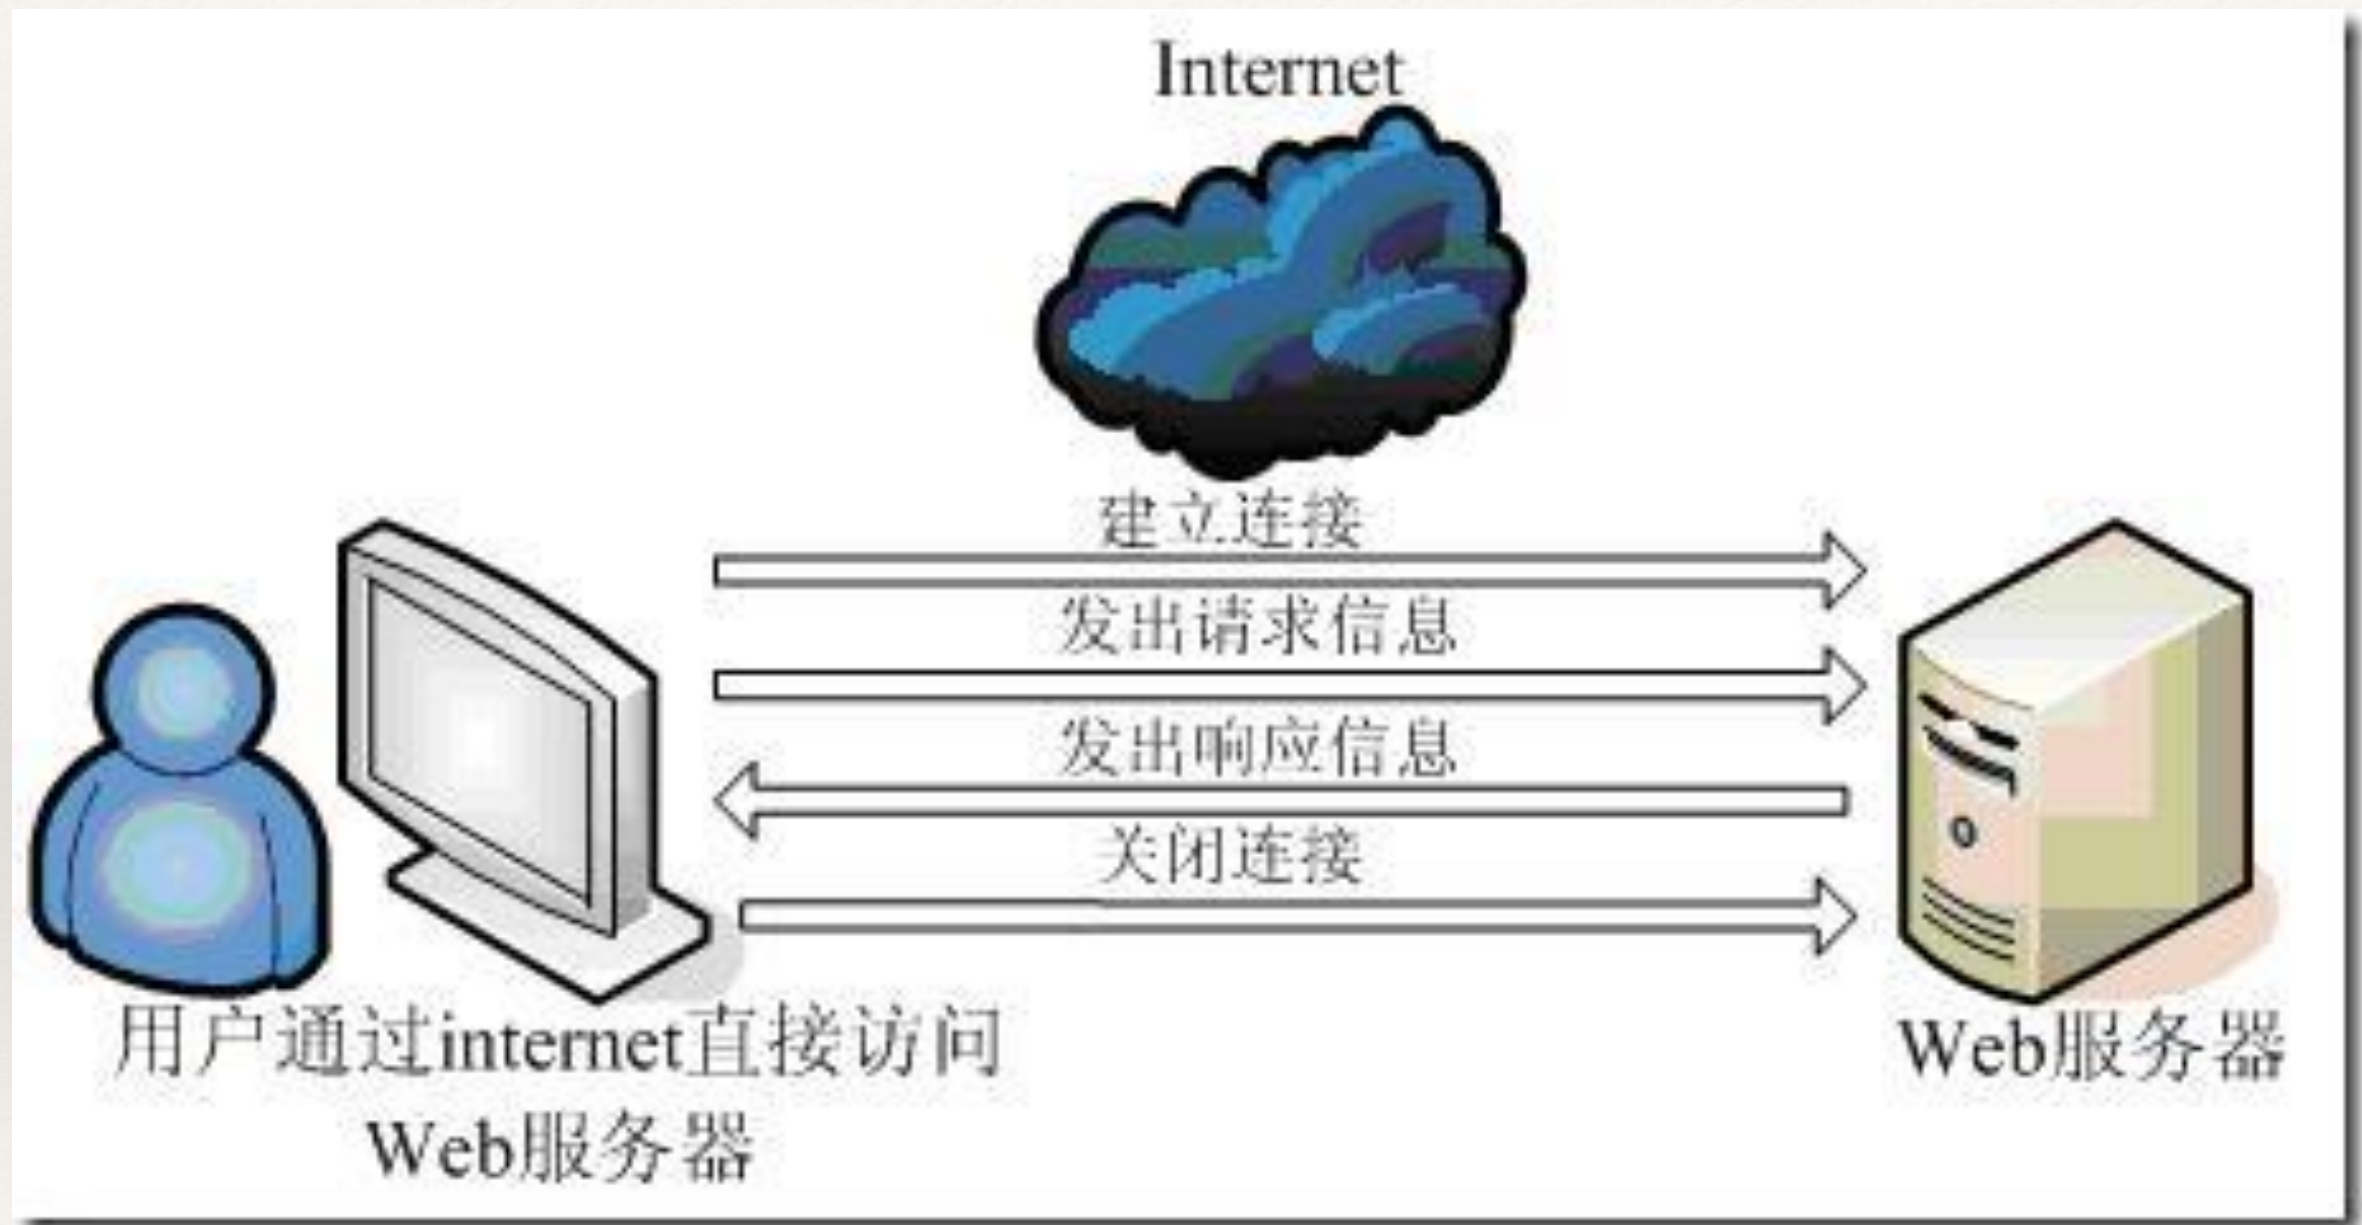 Internet
建立连接
发出请求信息
发出响应信息
关闭连接
用户通过internet直接访问
Web服务器
Web服务器